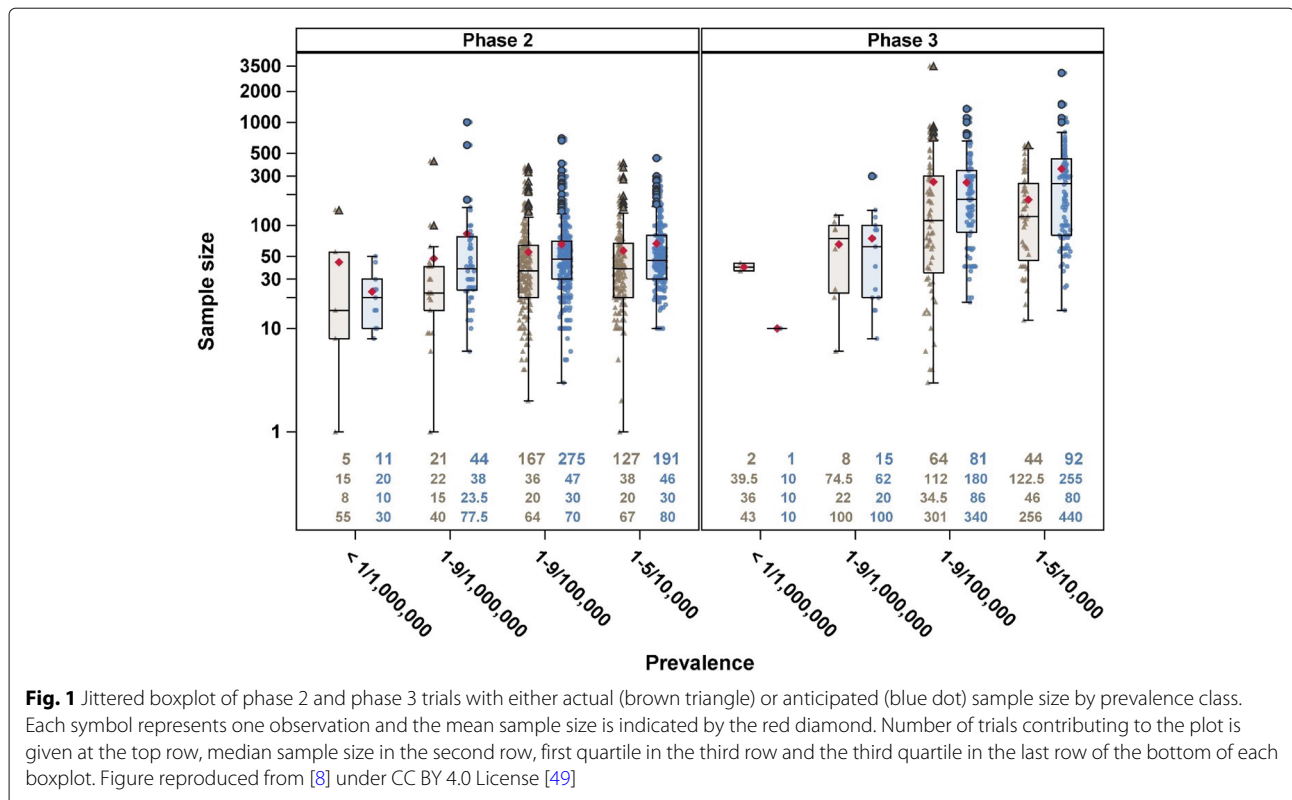 Phase 2 Phase 3
3500
2000
1000
500
300
100
50
30
10
1
Sample size
5 11 21 44 167 275 127 191 2 1 8 15 64 81 44 92
15 20 22 38 36 47 38 46 39.5 10 74.5 62 112 180 122.5 255
8 10 15 23.5 20 30 20 30 36 10 22 20 34.5 86 46 80
55 30 40 77.5 64 70 67 80 43 10 100 100 301 340 256 440
< 1/1,000,000 1-9/1,000,000 1-9/100,000 1-5/10,000 < 1/1,000,000 1-9/1,000,000 1-9/100,000 1-5/10,000
Prevalence
Fig. 1 Jittered boxplot of phase 2 and phase 3 trials with either actual (brown triangle) or anticipated (blue dot) sample size by prevalence class.
Each symbol represents one observation and the mean sample size is indicated by the red diamond. Number of trials contributing to the plot is
given at the top row, median sample size in the second row, first quartile in the third row and the third quartile in the last row of the bottom of each
boxplot. Figure reproduced from [8] under CC BY 4.0 License [49]